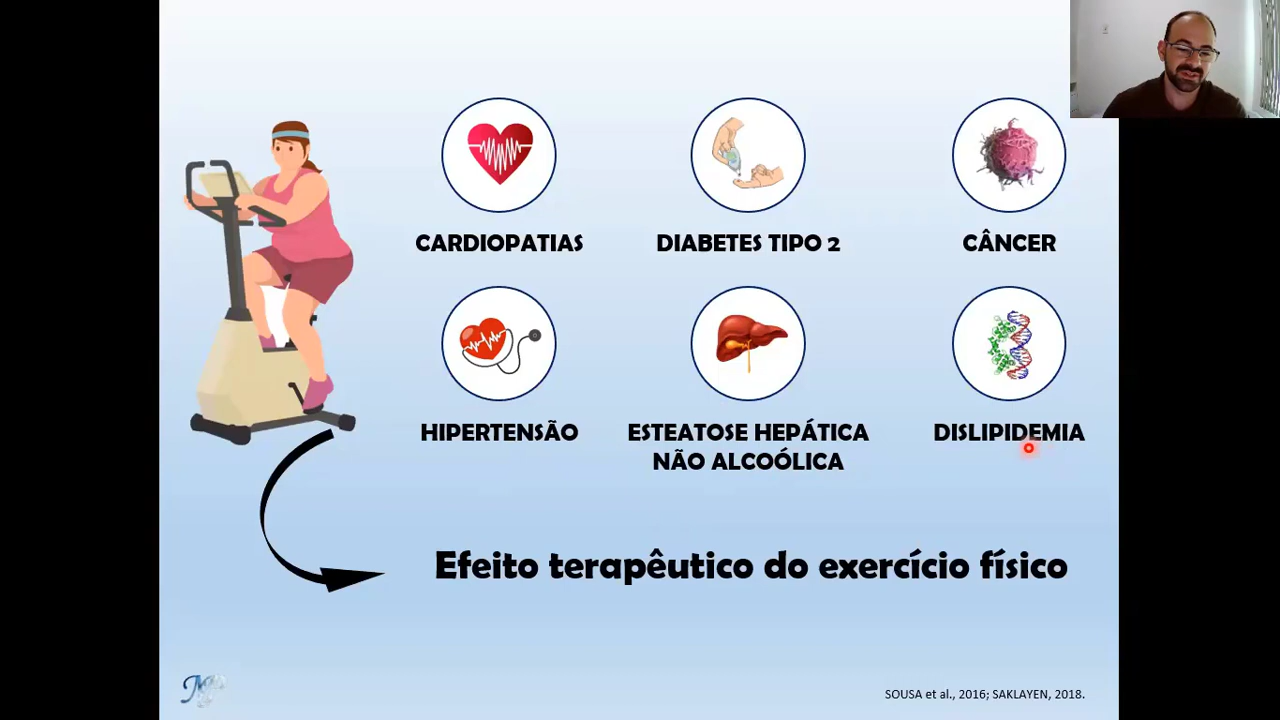 CARDIOPATIAS
DIABETES TIPO 2
CÂNCER
HIPERTENSÃO
ESTEATOSE HEPÁTICA
NÃO ALCOÓLICA
DISLIPIDEMIA
Efeito terapêutico do exercício físico
SOUSA et al., 2016; SAKLAYEN, 2018.